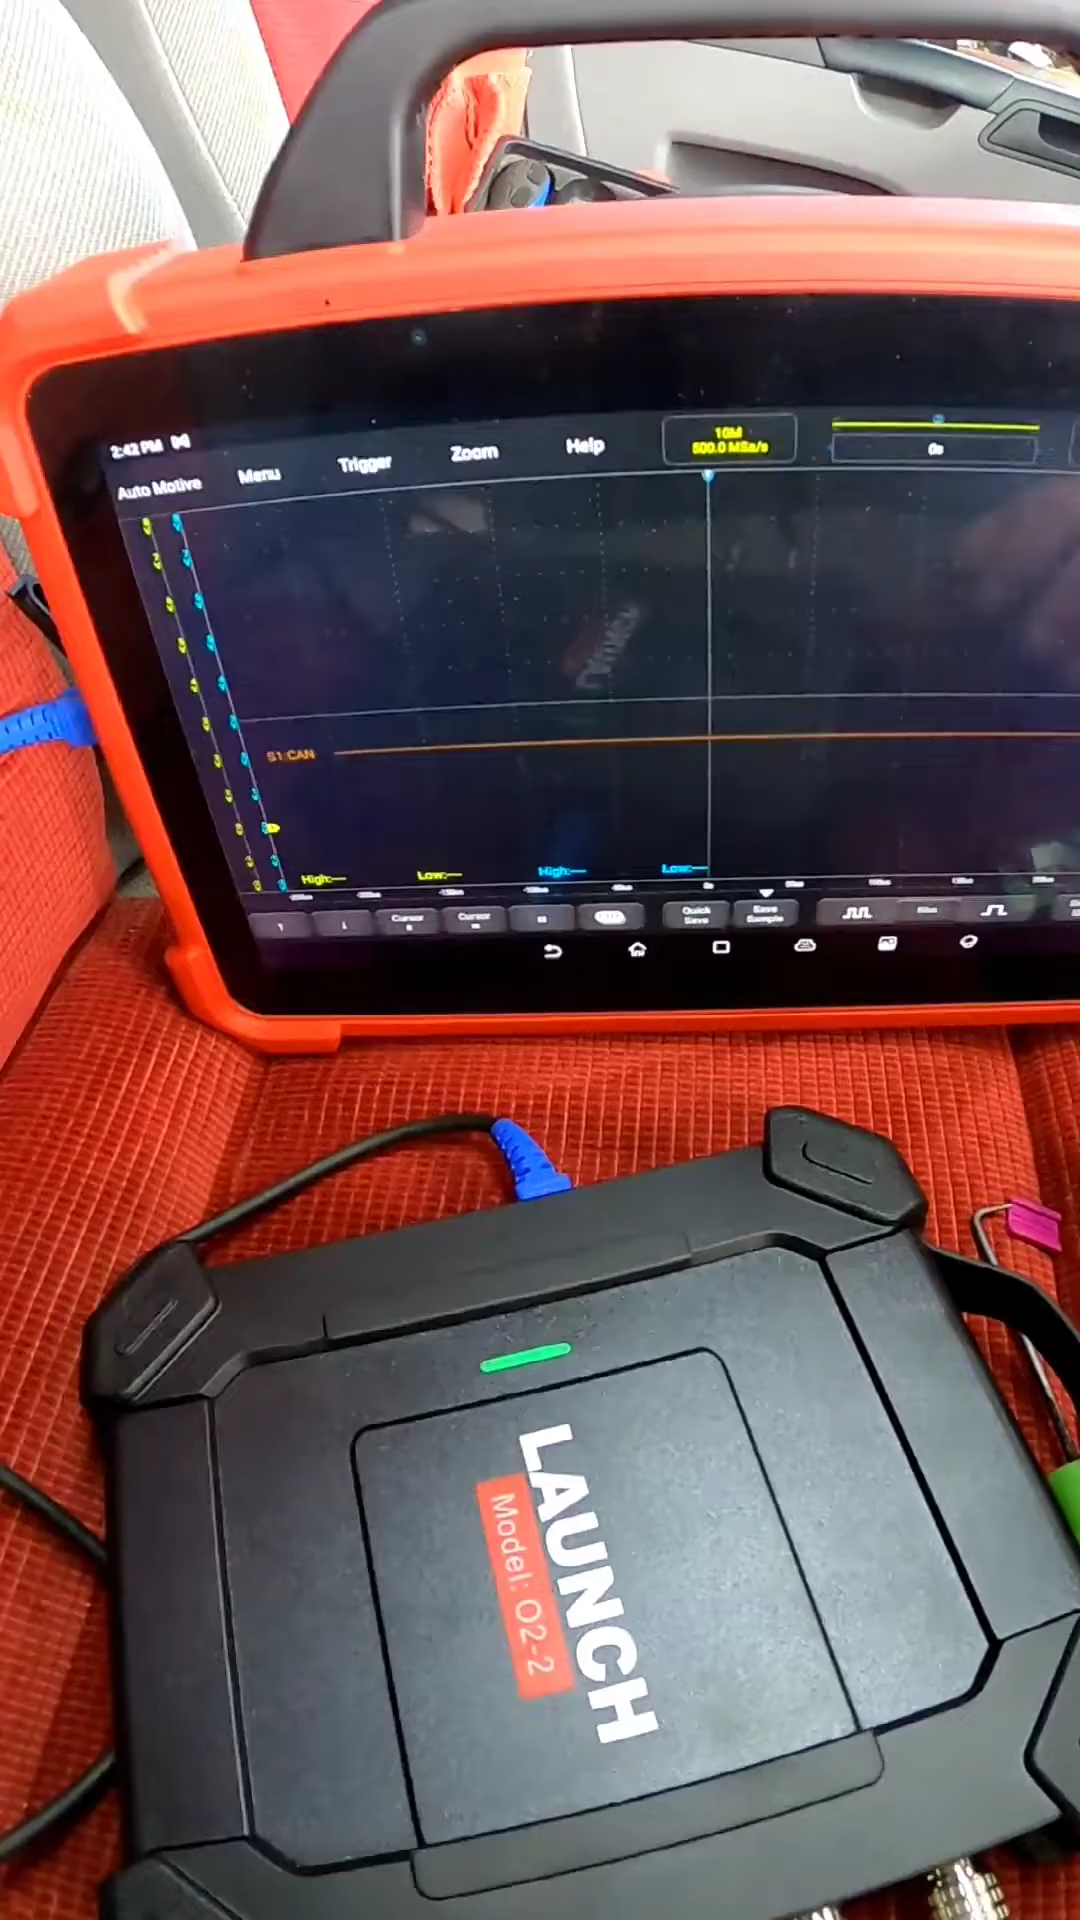 2:42 PM
Auto Motive
Menu
Trigger
Zoom
Help
10M
500.0 MSa/s
0s
S1:CAN
High:—
Low:—
High:—
Low:—
Cursor
Cursor
Quick
Save
Save
Sample
LAUNCH
Model: O2-2